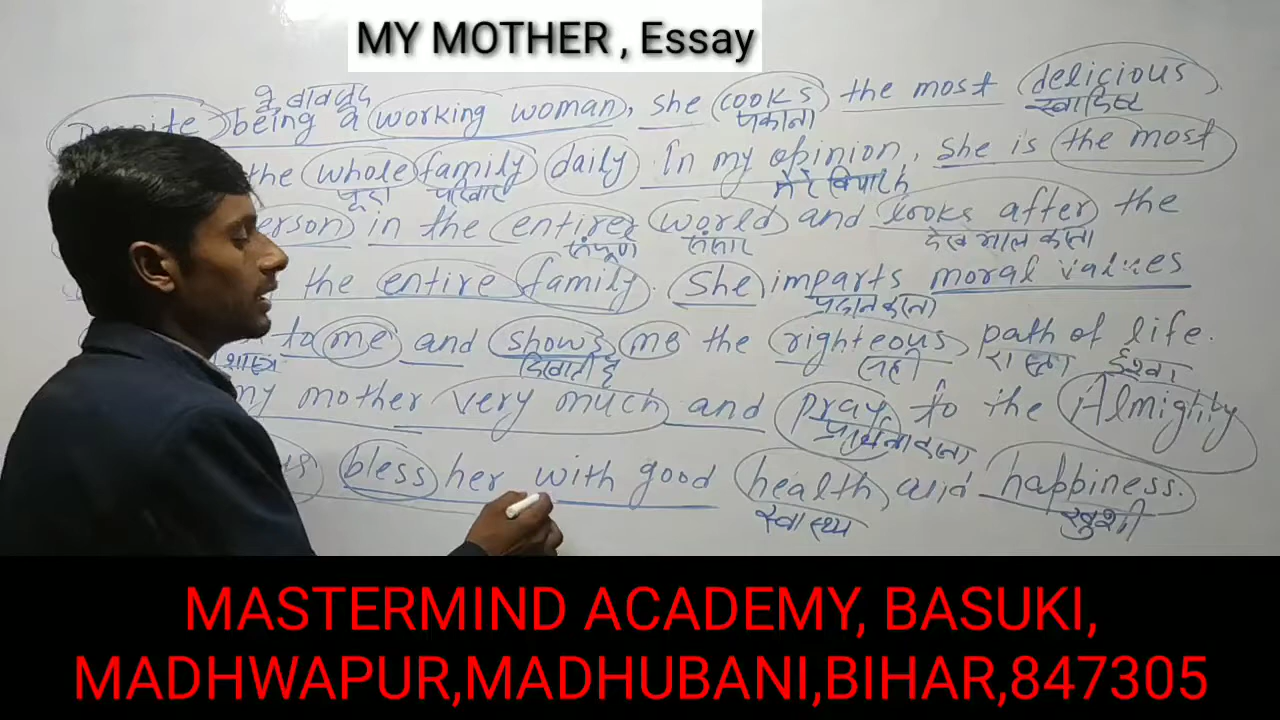 MY MOTHER , Essay
के बावजूद
Despite being a working woman, she cooks the most delicious
पकाना स्वादिष्ट
the whole family daily. In my opinion, she is the most
पूरा परिवार मेरे विचार से
person in the entire world and looks after the
संपूर्ण संसार देख भाल करना
the entire family. She imparts moral values
प्रदान करना
to me and shows me the righteous path of life.
दिखाती है सही रास्ता ईश्वर
my mother very much and pray to the Almighty
प्रार्थना करना
bless her with good health and happiness.
स्वास्थ्य खुशी
MASTERMIND ACADEMY, BASUKI,
MADHWAPUR,MADHUBANI,BIHAR,847305